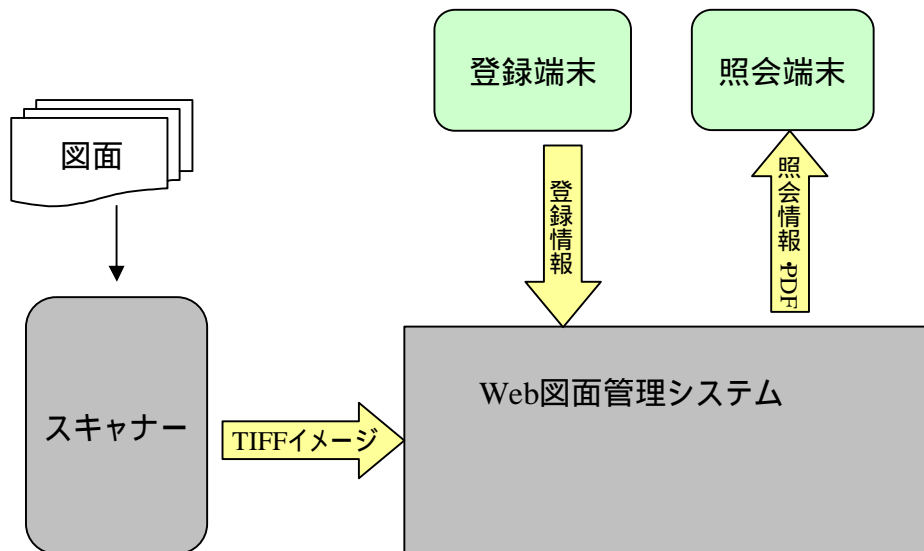 登録端末
照会端末
図面
登録情報
照会情報・PDF
Web図面管理システム
スキャナー
TIFFイメージ